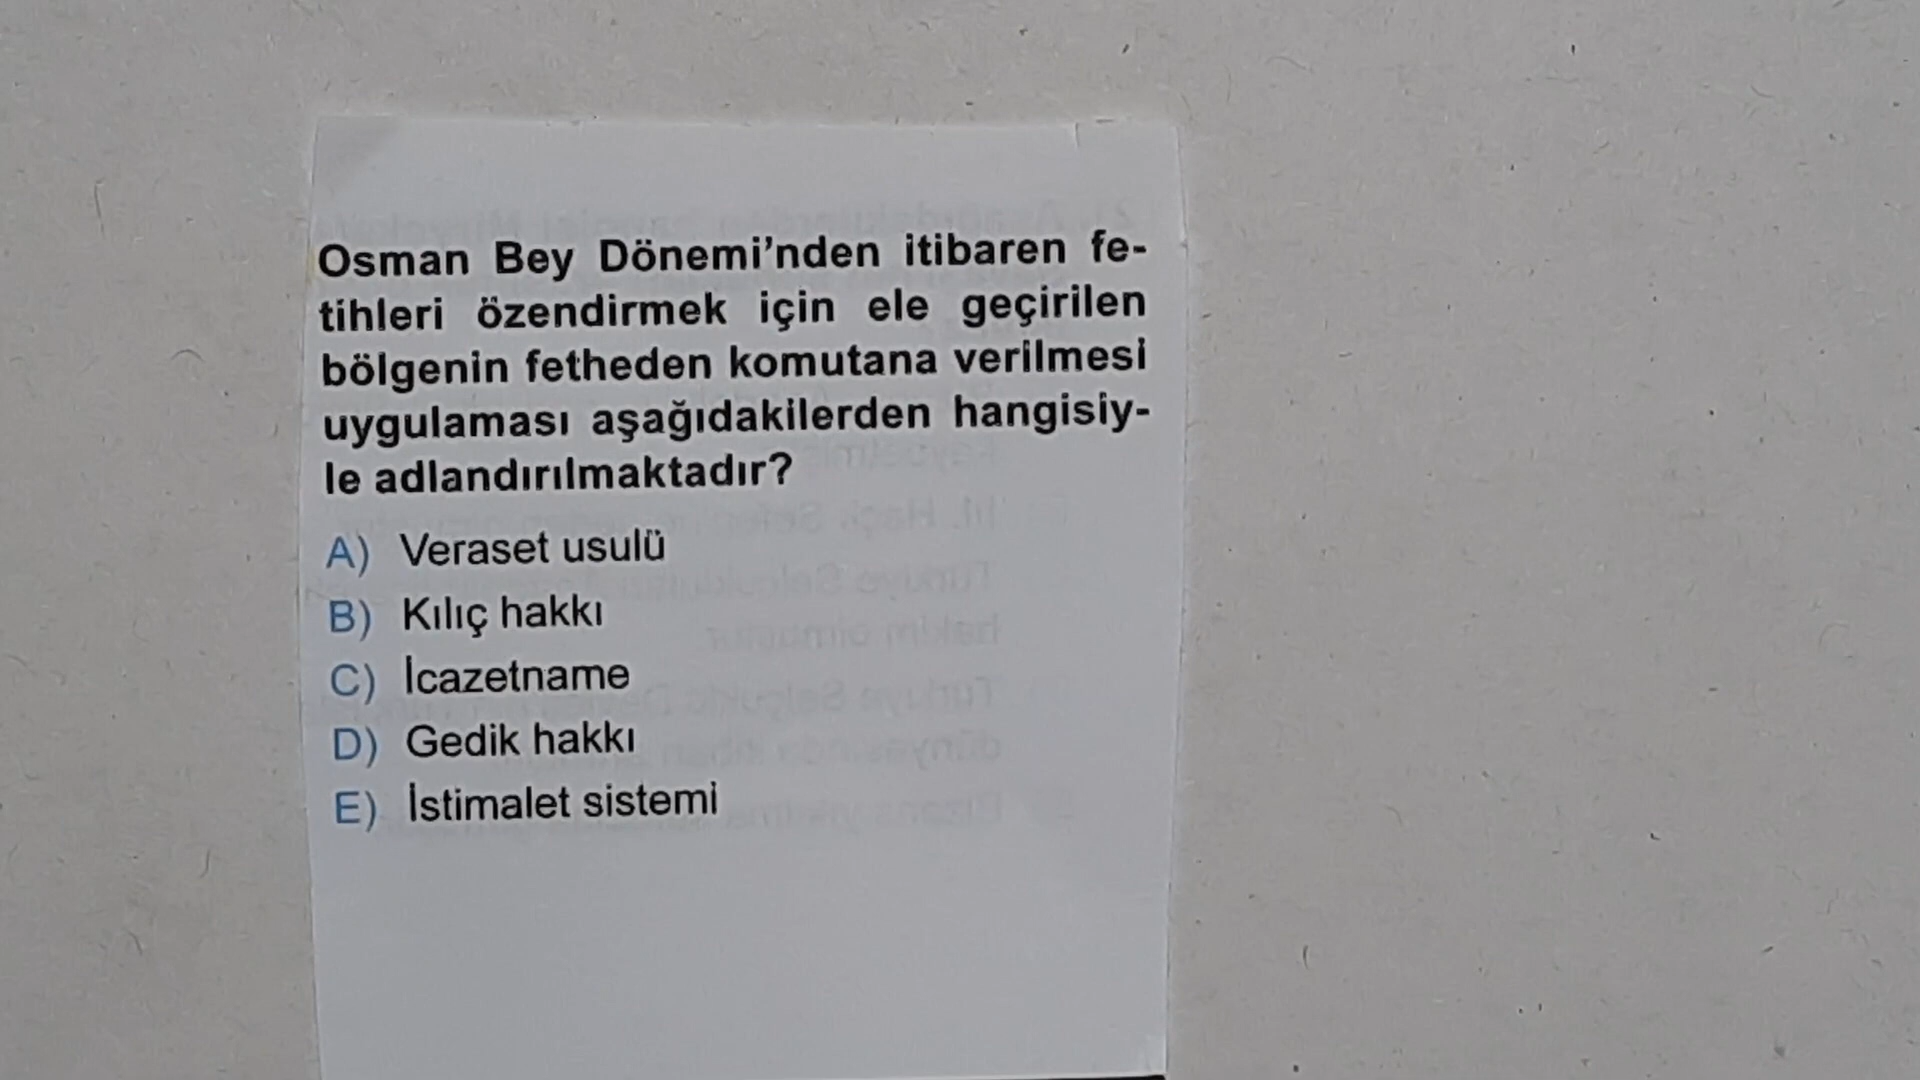 Osman Bey Dönemi'nden itibaren fe-
tihleri özendirmek için ele geçirilen
bölgenin fetheden komutana verilmesi
uygulaması aşağıdakilerden hangisiy-
le adlandırılmaktadır?
A) Veraset usulü
B) Kılıç hakkı
C) İcazetname
D) Gedik hakkı
E) İstimalet sistemi